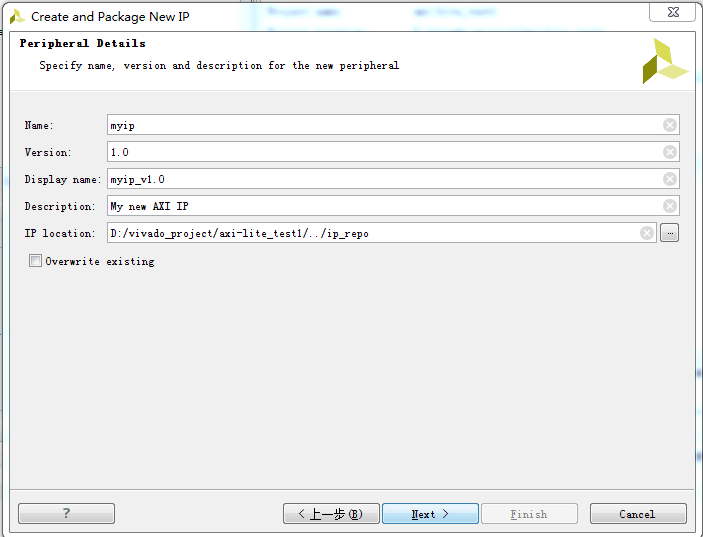 Create and Package New IP
Peripheral Details
Specify name, version and description for the new peripheral
Name: myip
Version: 1.0
Display name: myip_v1.0
Description: My new AXI IP
IP location: D:/vivado_project/axi-lite_test1/../ip_repo
...
Overwrite existing
? < 上一步(B) Next > Finish Cancel